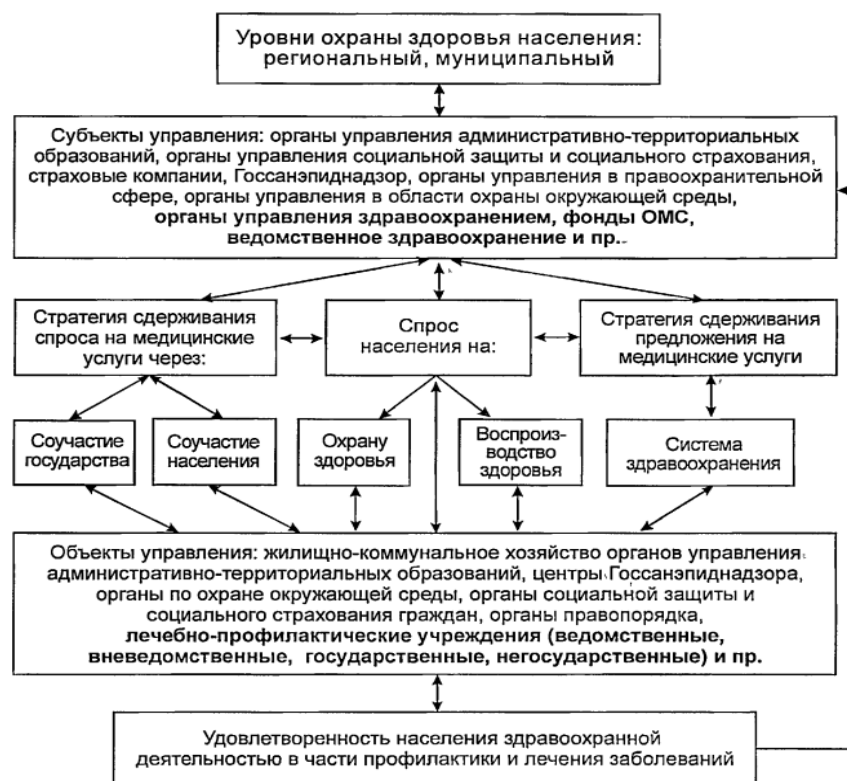 Уровни охраны здоровья населения:
региональный, муниципальный
Субъекты управления: органы управления административно-территориальных
образований, органы управления социальной защиты и социального страхования,
страховые компании, Госсанэпиднадзор, органы управления в правоохранительной
сфере, органы управления в области охраны окружающей среды,
органы управления здравоохранением, фонды ОМС,
ведомственное здравоохранение и пр.
Стратегия сдерживания
спроса на медицинские
услуги через:
Спрос
населения на:
Стратегия сдерживания
предложения на
медицинские услуги
Соучастие
государства
Соучастие
населения
Охрану
здоровья
Воспроиз-
водство
здоровья
Система
здравоохранения
Объекты управления: жилищно-коммунальное хозяйство органов управления
административно-территориальных образований, центры Госсанэпиднадзора,
органы по охране окружающей среды, органы социальной защиты и
социального страхования граждан, органы правопорядка,
лечебно-профилактические учреждения (ведомственные,
вневедомственные, государственные, негосударственные) и пр.
Удовлетворенность населения здравоохранной
деятельностью в части профилактики и лечения заболеваний